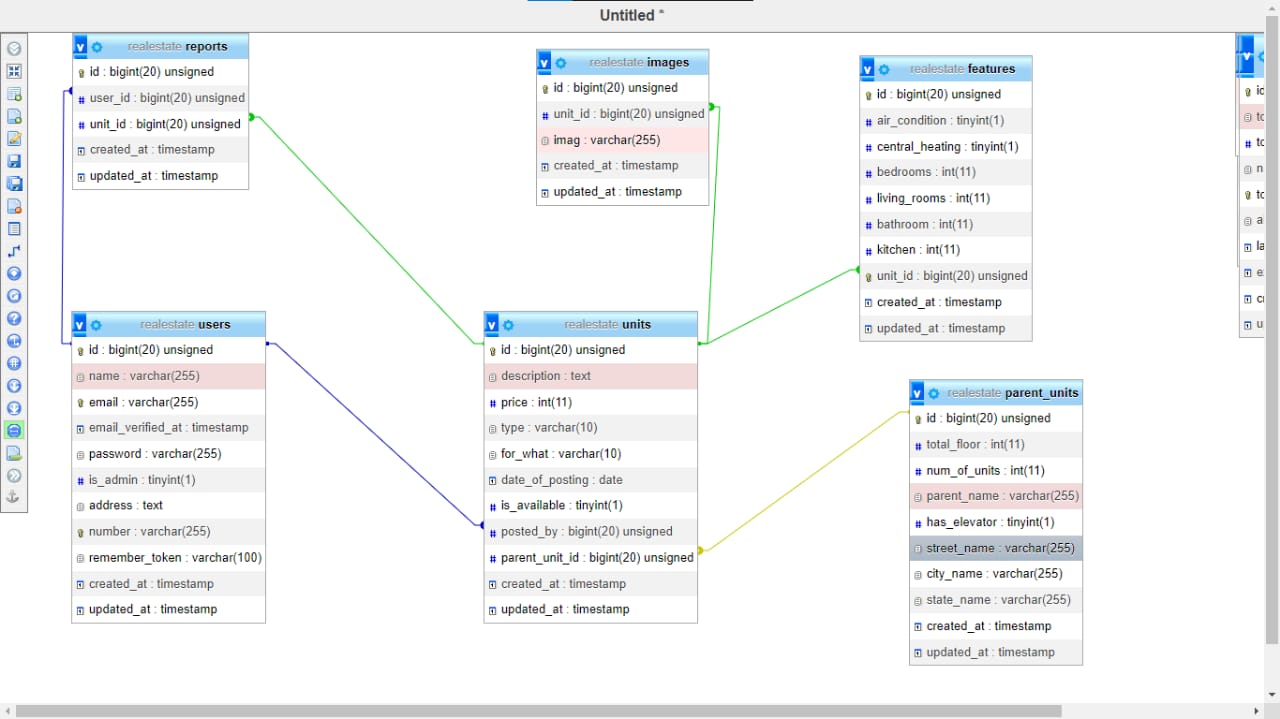 Untitled *
realestate reports
id : bigint(20) unsigned
user_id : bigint(20) unsigned
unit_id : bigint(20) unsigned
created_at : timestamp
updated_at : timestamp
realestate images
id : bigint(20) unsigned
unit_id : bigint(20) unsigned
imag : varchar(255)
created_at : timestamp
updated_at : timestamp
realestate features
id : bigint(20) unsigned
air_condition : tinyint(1)
central_heating : tinyint(1)
bedrooms : int(11)
living_rooms : int(11)
bathroom : int(11)
kitchen : int(11)
unit_id : bigint(20) unsigned
created_at : timestamp
updated_at : timestamp
realestate users
id : bigint(20) unsigned
name : varchar(255)
email : varchar(255)
email_verified_at : timestamp
password : varchar(255)
is_admin : tinyint(1)
address : text
number : varchar(255)
remember_token : varchar(100)
created_at : timestamp
updated_at : timestamp
realestate units
id : bigint(20) unsigned
description : text
price : int(11)
type : varchar(10)
for_what : varchar(10)
date_of_posting : date
is_available : tinyint(1)
posted_by : bigint(20) unsigned
parent_unit_id : bigint(20) unsigned
created_at : timestamp
updated_at : timestamp
realestate parent_units
id : bigint(20) unsigned
total_floor : int(11)
num_of_units : int(11)
parent_name : varchar(255)
has_elevator : tinyint(1)
street_name : varchar(255)
city_name : varchar(255)
state_name : varchar(255)
created_at : timestamp
updated_at : timestamp